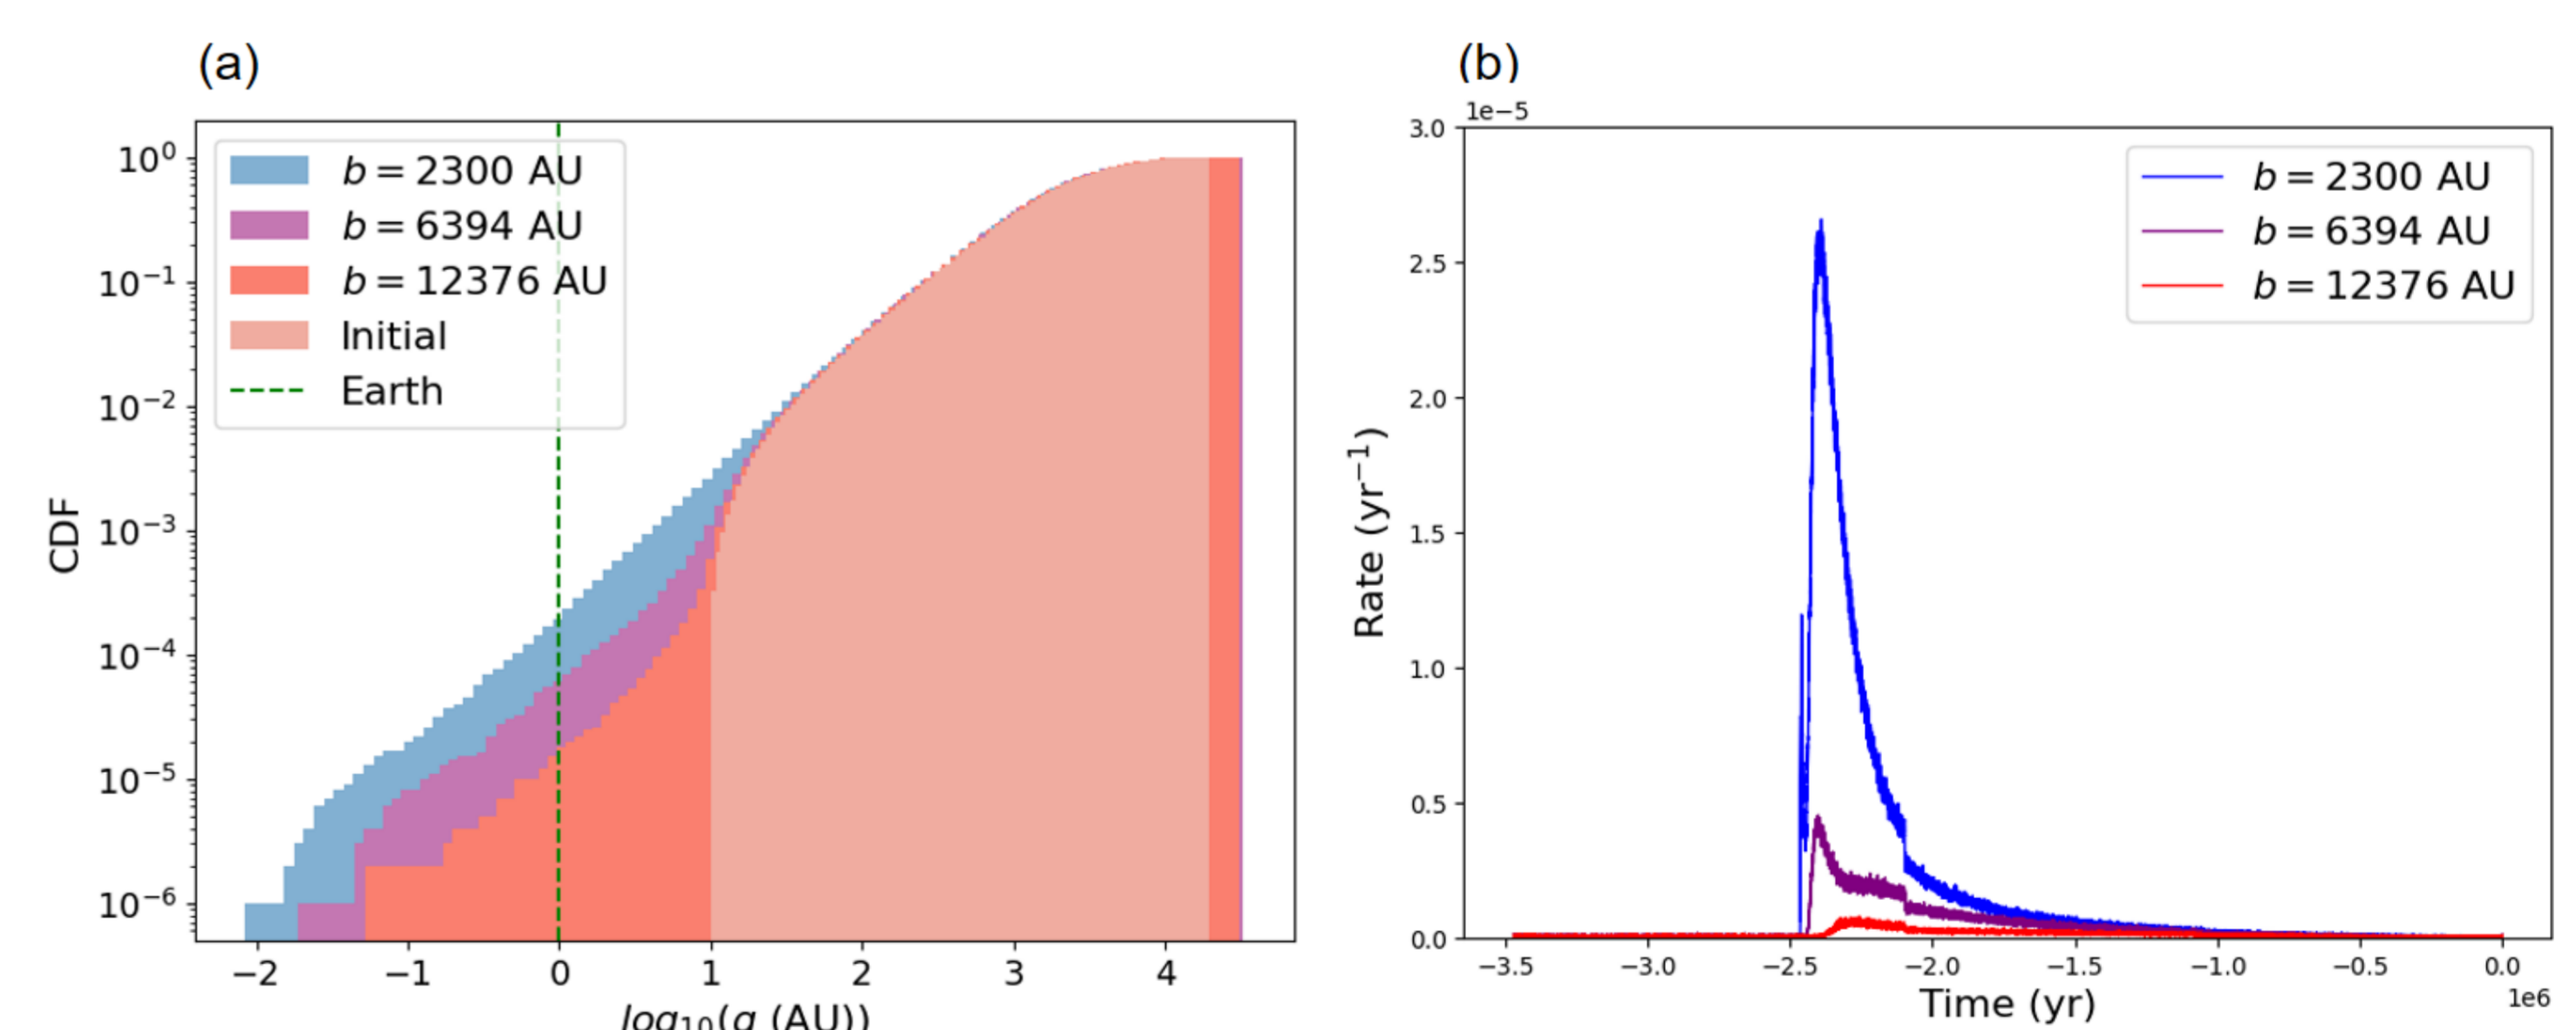 (a)
b = 2300 AU
b = 6394 AU
b = 12376 AU
Initial
Earth
10⁰
10⁻¹
10⁻²
10⁻³
10⁻⁴
10⁻⁵
10⁻⁶
CDF
−2 −1 0 1 2 3 4
log₁₀(q (AU))
(b)
1e−5
b = 2300 AU
b = 6394 AU
b = 12376 AU
3.0
2.5
2.0
1.5
1.0
0.5
0.0
Rate (yr⁻¹)
−3.5 −3.0 −2.5 −2.0 −1.5 −1.0 −0.5 0.0
1e6
Time (yr)